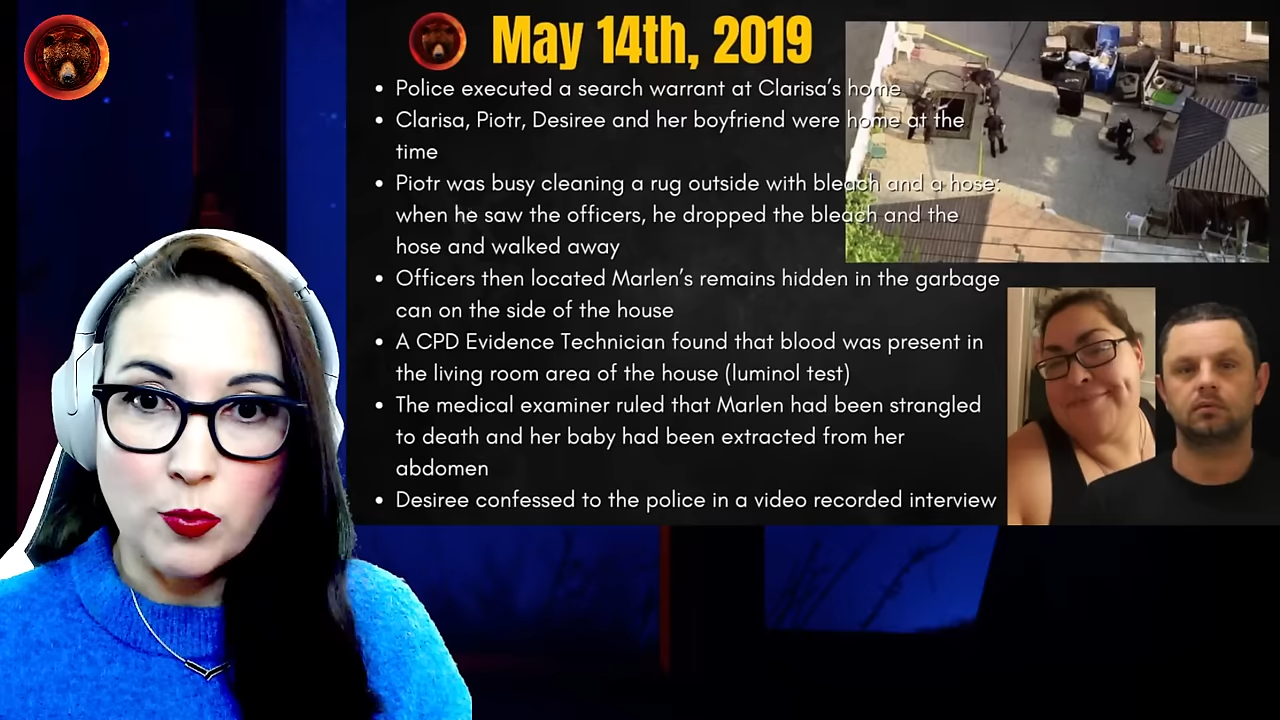 May 14th, 2019
• Police executed a search warrant at Clarisa's home
• Clarisa, Piotr, Desiree and her boyfriend were home at the
time
• Piotr was busy cleaning a rug outside with bleach and a hose:
when he saw the officers, he dropped the bleach and the
hose and walked away
• Officers then located Marlen's remains hidden in the garbage
can on the side of the house
• A CPD Evidence Technician found that blood was present in
the living room area of the house (luminol test)
• The medical examiner ruled that Marlen had been strangled
to death and her baby had been extracted from her
abdomen
• Desiree confessed to the police in a video recorded interview